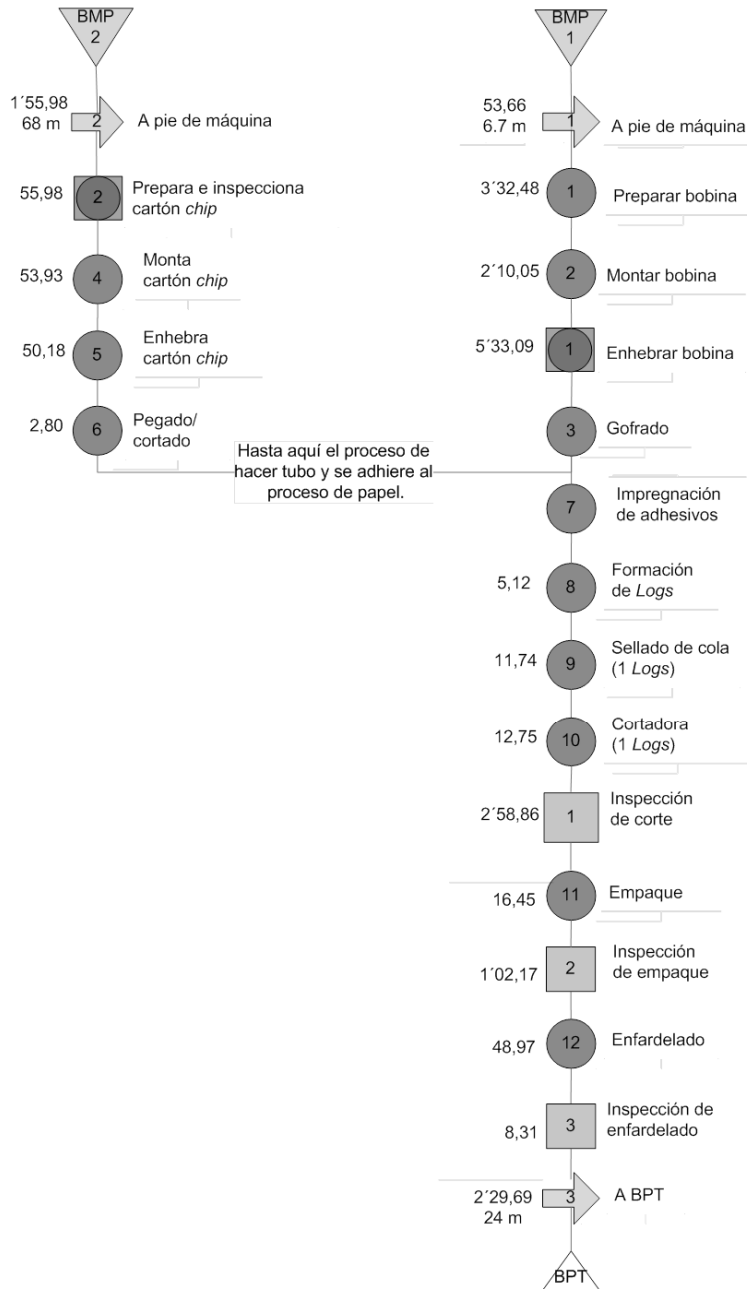 BMP
2
1´55,98
68 m
2
A pie de máquina
55,98
2
Prepara e inspecciona
cartón chip
53,93
4
Monta
cartón chip
50,18
5
Enhebra
cartón chip
2,80
6
Pegado/
cortado
Hasta aquí el proceso de
hacer tubo y se adhiere al
proceso de papel.
BMP
1
53,66
6.7 m
1
A pie de máquina
3´32,48
1
Preparar bobina
2´10,05
2
Montar bobina
5´33,09
1
Enhebrar bobina
3
Gofrado
7
Impregnación
de adhesivos
5,12
8
Formación
de Logs
11,74
9
Sellado de cola
(1 Logs)
12,75
10
Cortadora
(1 Logs)
2´58,86
1
Inspección
de corte
16,45
11
Empaque
1´02,17
2
Inspección
de empaque
48,97
12
Enfardelado
8,31
3
Inspección de
enfardelado
2´29,69
24 m
3
A BPT
BPT